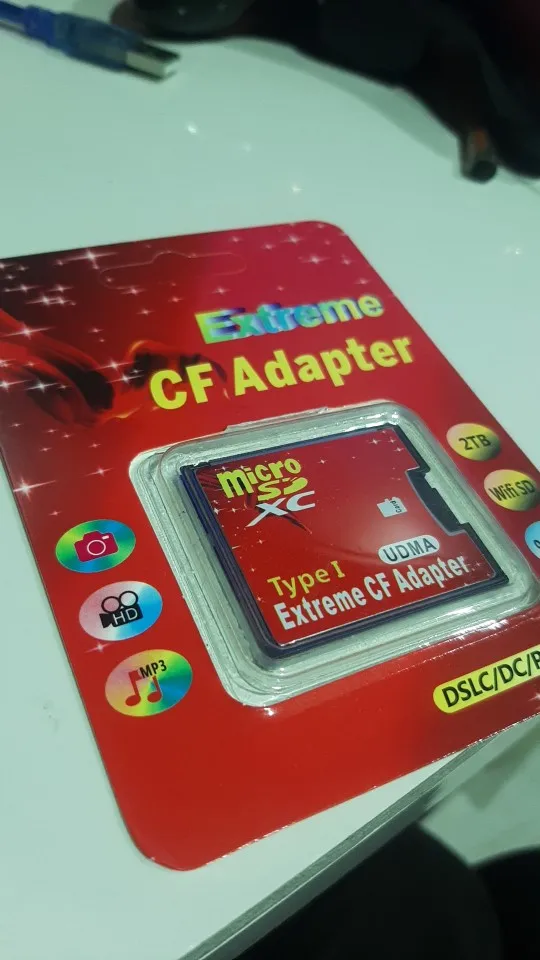 Extreme
CF Adapter
2TB
Wifi SD
micro
SD
XC
UDMA
Type I
Extreme CF Adapter
HD
MP3
DSLC/DC/